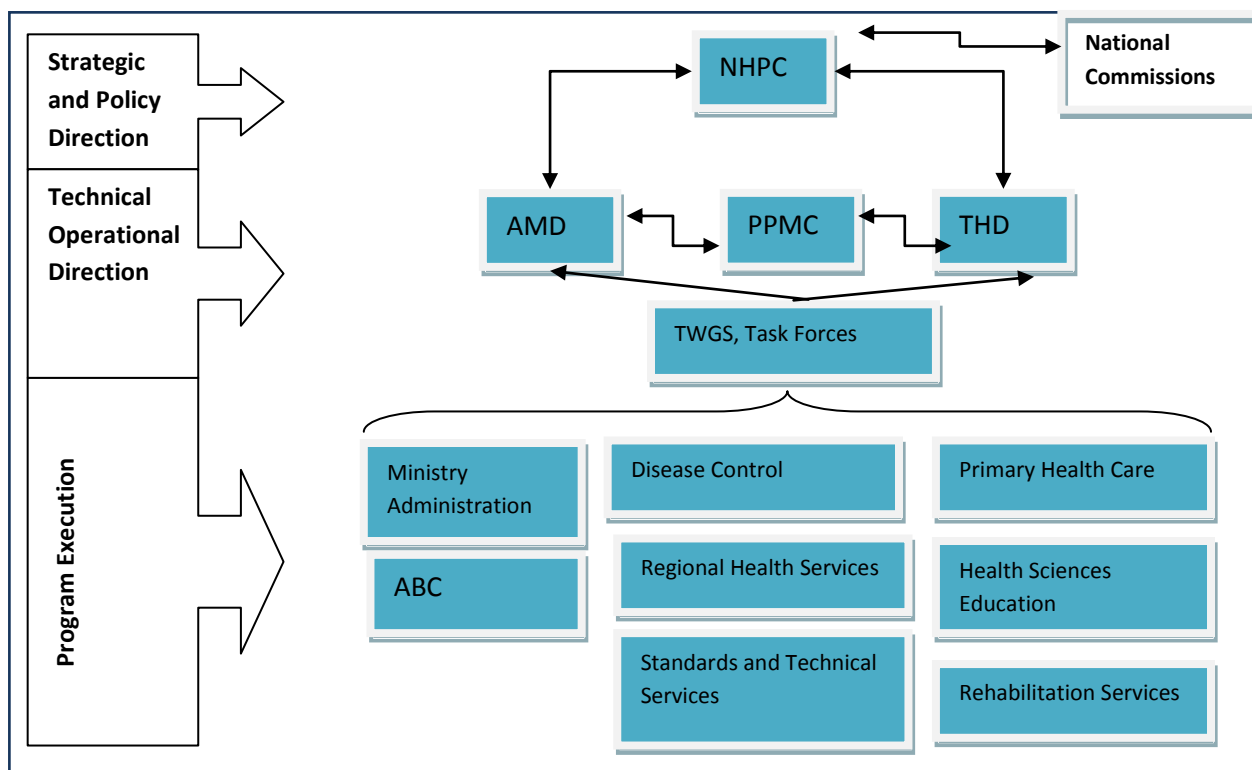 Strategic
and Policy
Direction
NHPC
National
Commissions
Technical
Operational
Direction
AMD
PPMC
THD
TWGS, Task Forces
Program Execution
Ministry
Administration
Disease Control
Primary Health Care
ABC
Regional Health Services
Health Sciences
Education
Standards and Technical
Services
Rehabilitation Services